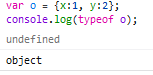 var o = {x:1, y:2};
console.log(typeof o);
undefined
object